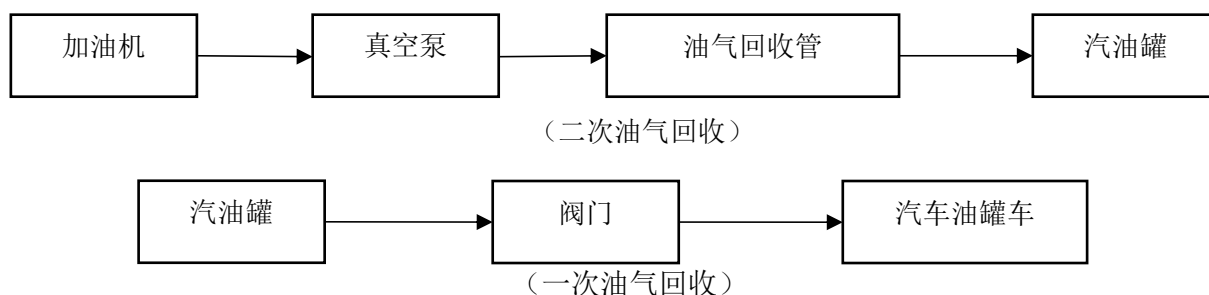 加油机 真空泵 油气回收管 汽油罐
（二次油气回收）
汽油罐 阀门 汽车油罐车
（一次油气回收）